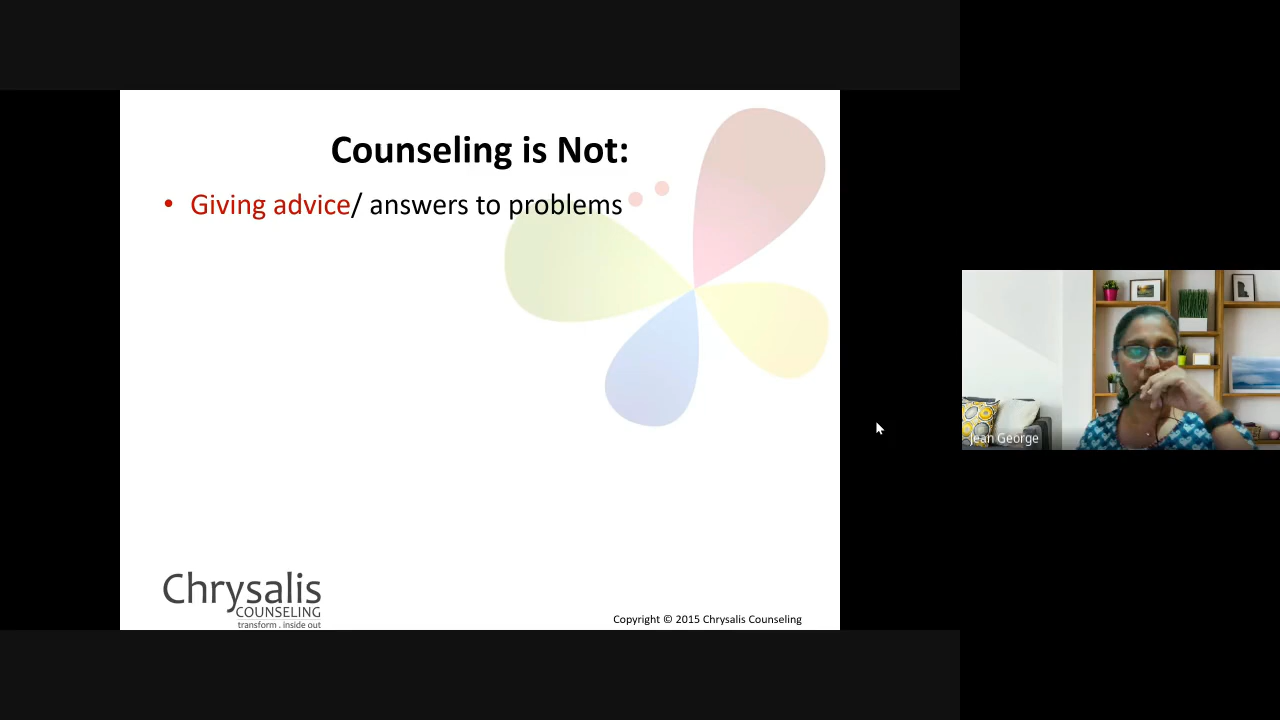 Counseling is Not:
• Giving advice/ answers to problems
Jean George
Chrysalis
COUNSELING
transform . inside out
Copyright © 2015 Chrysalis Counseling